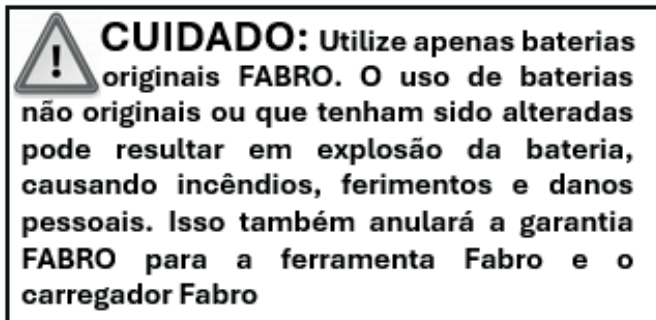 CUIDADO: Utilize apenas baterias
originais FABRO. O uso de baterias
não originais ou que tenham sido alteradas
pode resultar em explosão da bateria,
causando incêndios, ferimentos e danos
pessoais. Isso também anulará a garantia
FABRO para a ferramenta Fabro e o
carregador Fabro